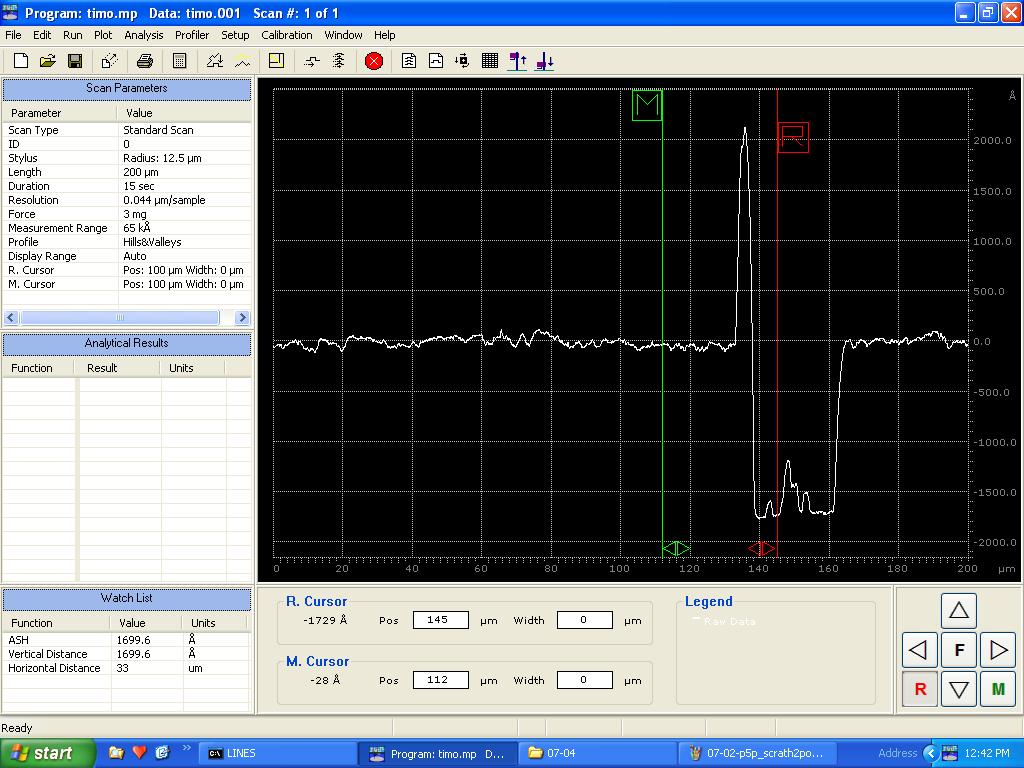 Program: timo.mp Data: timo.001 Scan #: 1 of 1
File Edit Run Plot Analysis Profiler Setup Calibration Window Help
Scan Parameters
Parameter Value
Scan Type Standard Scan
ID 0
Stylus Radius: 12.5 µm
Length 200 µm
Duration 15 sec
Resolution 0.044 µm/sample
Force 3 mg
Measurement Range 65 kÅ
Profile Hills&Valleys
Display Range Auto
R. Cursor Pos: 100 µm Width: 0 µm
M. Cursor Pos: 100 µm Width: 0 µm
Analytical Results
Function Result Units
Watch List
Function Value Units
ASH 1699.6 Å
Vertical Distance 1699.6 Å
Horizontal Distance 33 um
M
R
Å
2000.0
1500.0
1000.0
500.0
0.0
-500.0
-1000.0
-1500.0
-2000.0
0 20 40 60 80 100 120 140 160 180 200 µm
R. Cursor
-1729 Å Pos 145 µm Width 0 µm
M. Cursor
-28 Å Pos 112 µm Width 0 µm
Legend
Raw Data
F
R
M
Ready
start
LINES
Program: timo.mp D...
07-04
07-02-p5p_scrath2po...
Address
12:42 PM